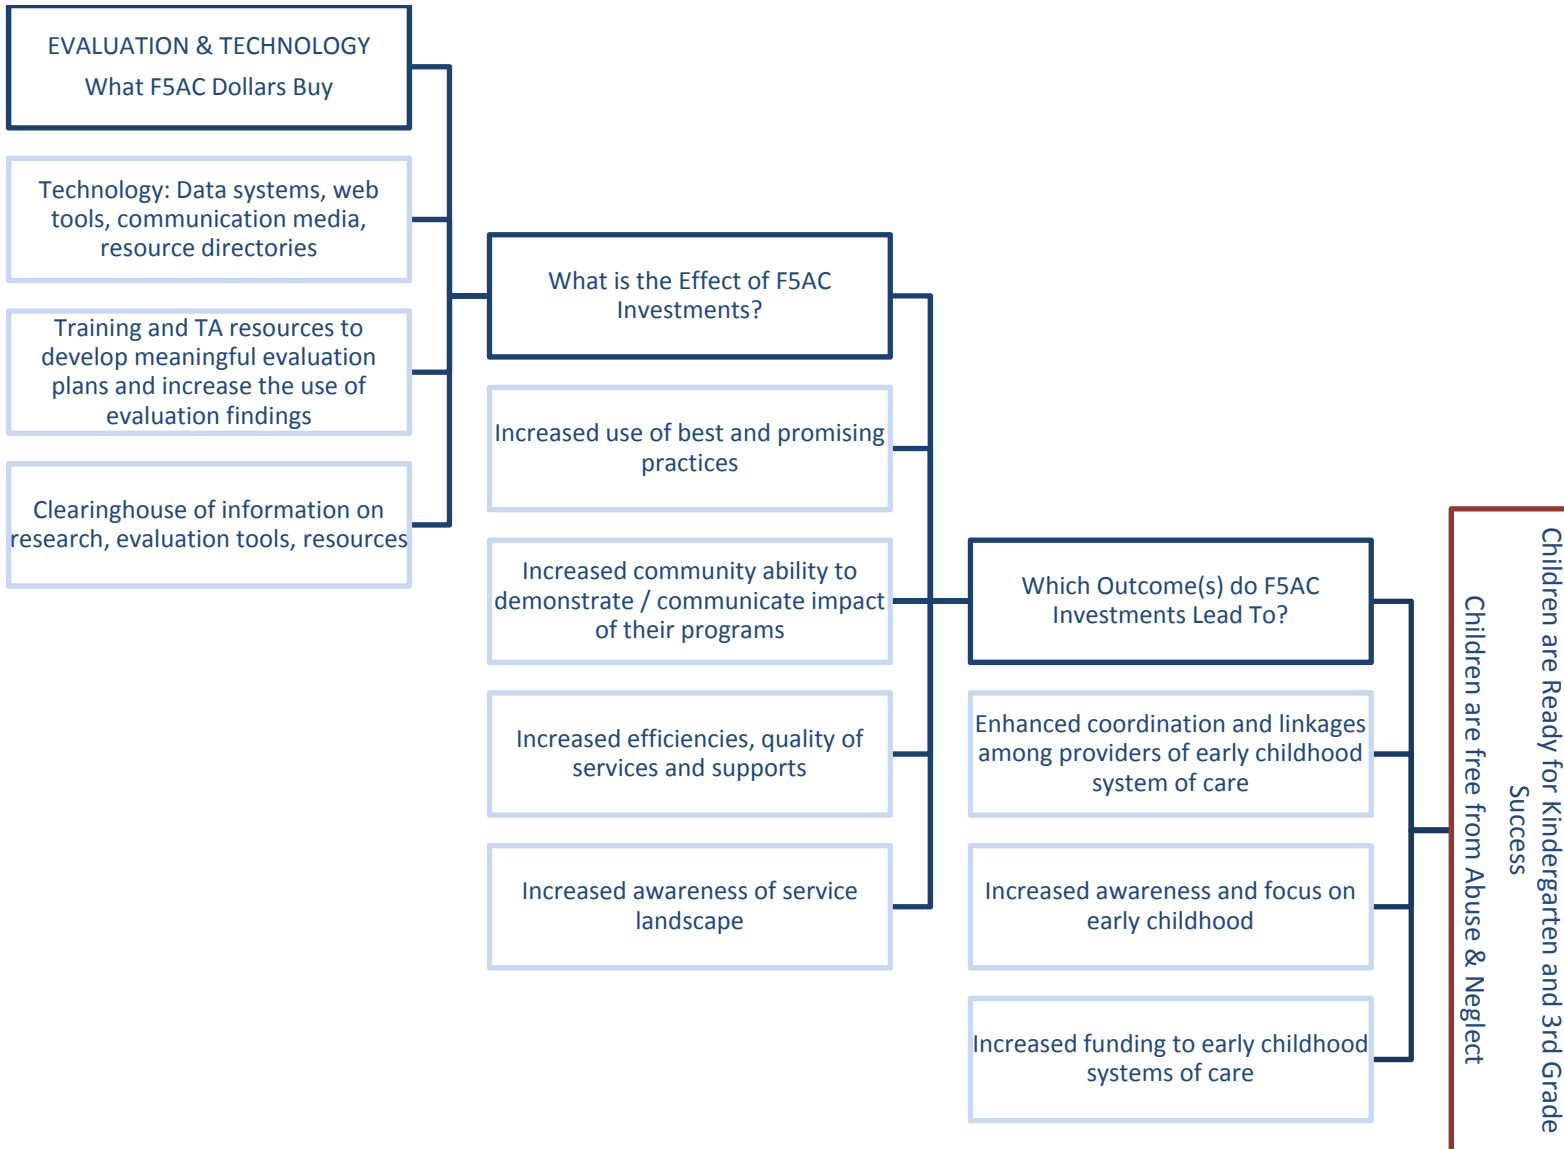 EVALUATION & TECHNOLOGY
What F5AC Dollars Buy
Technology: Data systems, web
tools, communication media,
resource directories
Training and TA resources to
develop meaningful evaluation
plans and increase the use of
evaluation findings
Clearinghouse of information on
research, evaluation tools, resources
What is the Effect of F5AC
Investments?
Increased use of best and promising
practices
Increased community ability to
demonstrate / communicate impact
of their programs
Increased efficiencies, quality of
services and supports
Increased awareness of service
landscape
Which Outcome(s) do F5AC
Investments Lead To?
Enhanced coordination and linkages
among providers of early childhood
system of care
Increased awareness and focus on
early childhood
Increased funding to early childhood
systems of care
Children are Ready for Kindergarten and 3rd Grade
Success
Children are free from Abuse & Neglect